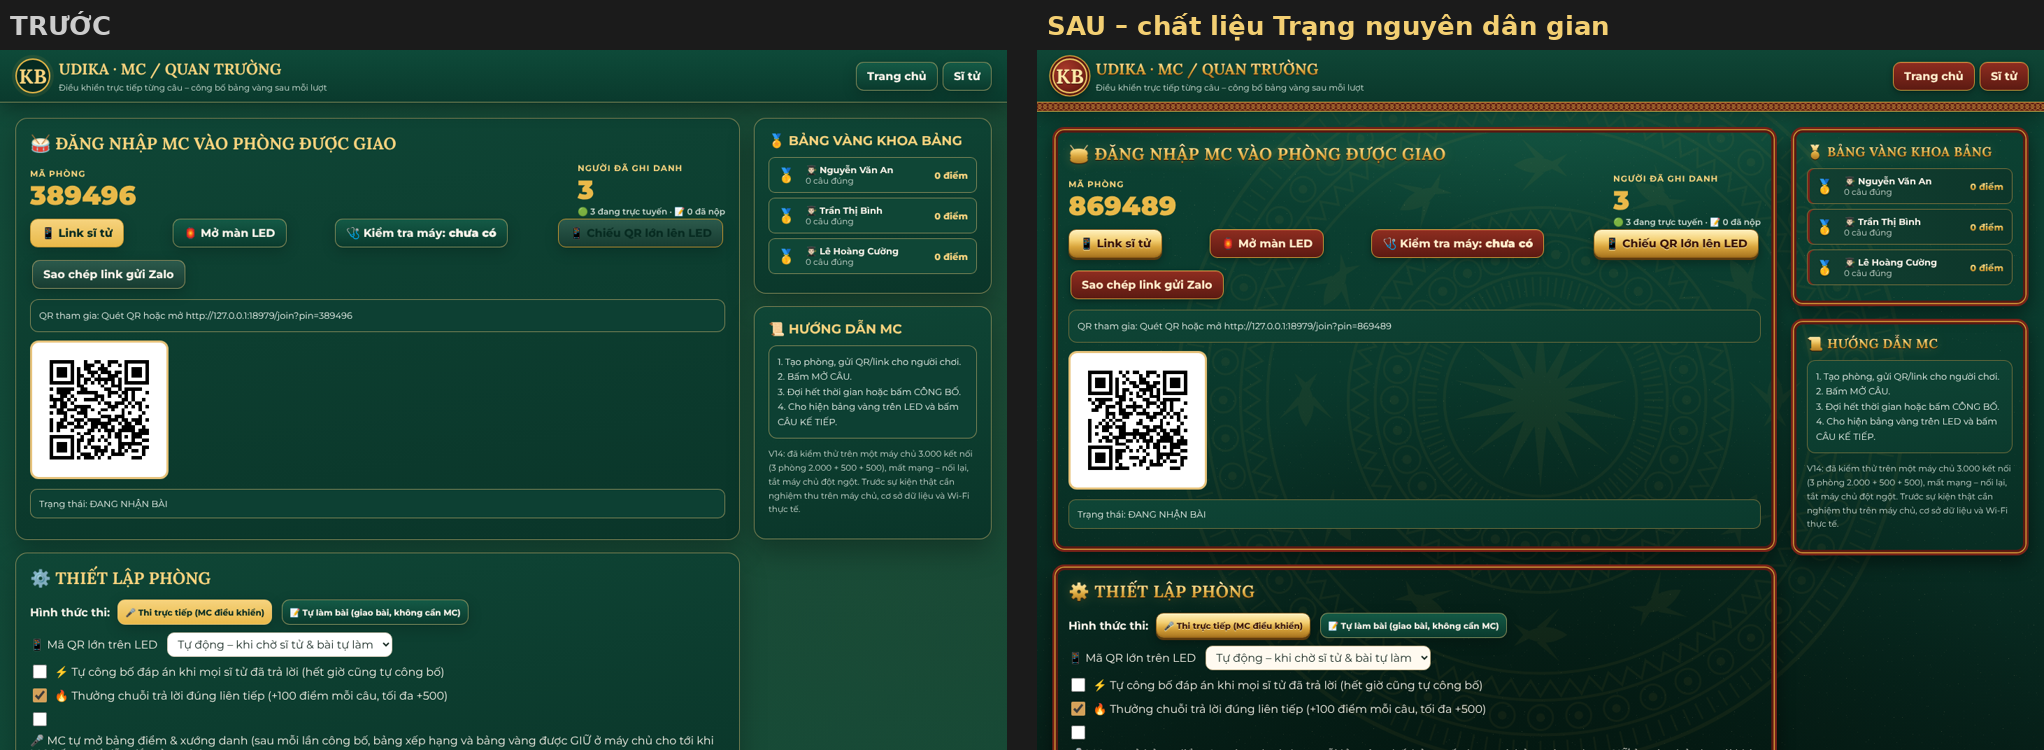 TRƯỚC
KB
UDIKA · MC / QUAN TRƯỜNG
Điều khiển trực tiếp từng câu – công bố bảng vàng sau mỗi lượt
Trang chủ
Sĩ tử
ĐĂNG NHẬP MC VÀO PHÒNG ĐƯỢC GIAO
MÃ PHÒNG
389496
NGƯỜI ĐÃ GHI DANH
3
3 đang trực tuyến · 0 đã nộp
Link sĩ tử
Mở màn LED
Kiểm tra máy: chưa có
Chiếu QR lớn lên LED
Sao chép link gửi Zalo
QR tham gia: Quét QR hoặc mở http://127.0.0.1:18979/join?pin=389496
Trạng thái: ĐANG NHẬN BÀI
BẢNG VÀNG KHOA BẢNG
Nguyễn Văn An
0 câu đúng
0 điểm
Trần Thị Bình
0 câu đúng
0 điểm
Lê Hoàng Cường
0 câu đúng
0 điểm
HƯỚNG DẪN MC
1. Tạo phòng, gửi QR/link cho người chơi.
2. Bấm MỞ CÂU.
3. Đợi hết thời gian hoặc bấm CÔNG BỐ.
4. Cho hiện bảng vàng trên LED và bấm
CÂU KẾ TIẾP.
V14: đã kiểm thử trên một máy chủ 3.000 kết nối
(3 phòng 2.000 + 500 + 500), mất mạng – nối lại,
tắt máy chủ đột ngột. Trước sự kiện thật cần
nghiệm thu trên máy chủ, cơ sở dữ liệu và Wi-Fi
thực tế.
THIẾT LẬP PHÒNG
Hình thức thi:
Thi trực tiếp (MC điều khiển)
Tự làm bài (giao bài, không cần MC)
Mã QR lớn trên LED
Tự động – khi chờ sĩ tử & bài tự làm
Tự công bố đáp án khi mọi sĩ tử đã trả lời (hết giờ cũng tự công bố)
Thưởng chuỗi trả lời đúng liên tiếp (+100 điểm mỗi câu, tối đa +500)
MC tự mở bảng điểm & xướng danh (sau mỗi lần công bố, bảng xếp hạng và bảng vàng được GIỮ ở máy chủ cho tới khi
SAU – chất liệu Trạng nguyên dân gian
KB
UDIKA · MC / QUAN TRƯỜNG
Điều khiển trực tiếp từng câu – công bố bảng vàng sau mỗi lượt
Trang chủ
Sĩ tử
ĐĂNG NHẬP MC VÀO PHÒNG ĐƯỢC GIAO
MÃ PHÒNG
869489
NGƯỜI ĐÃ GHI DANH
3
3 đang trực tuyến · 0 đã nộp
Link sĩ tử
Mở màn LED
Kiểm tra máy: chưa có
Chiếu QR lớn lên LED
Sao chép link gửi Zalo
QR tham gia: Quét QR hoặc mở http://127.0.0.1:18979/join?pin=869489
Trạng thái: ĐANG NHẬN BÀI
BẢNG VÀNG KHOA BẢNG
Nguyễn Văn An
0 câu đúng
0 điểm
Trần Thị Bình
0 câu đúng
0 điểm
Lê Hoàng Cường
0 câu đúng
0 điểm
HƯỚNG DẪN MC
1. Tạo phòng, gửi QR/link cho người chơi.
2. Bấm MỞ CÂU.
3. Đợi hết thời gian hoặc bấm CÔNG BỐ.
4. Cho hiện bảng vàng trên LED và bấm
CÂU KẾ TIẾP.
V14: đã kiểm thử trên một máy chủ 3.000 kết nối
(3 phòng 2.000 + 500 + 500), mất mạng – nối lại,
tắt máy chủ đột ngột. Trước sự kiện thật cần
nghiệm thu trên máy chủ, cơ sở dữ liệu và Wi-Fi
thực tế.
THIẾT LẬP PHÒNG
Hình thức thi:
Thi trực tiếp (MC điều khiển)
Tự làm bài (giao bài, không cần MC)
Mã QR lớn trên LED
Tự động – khi chờ sĩ tử & bài tự làm
Tự công bố đáp án khi mọi sĩ tử đã trả lời (hết giờ cũng tự công bố)
Thưởng chuỗi trả lời đúng liên tiếp (+100 điểm mỗi câu, tối đa +500)